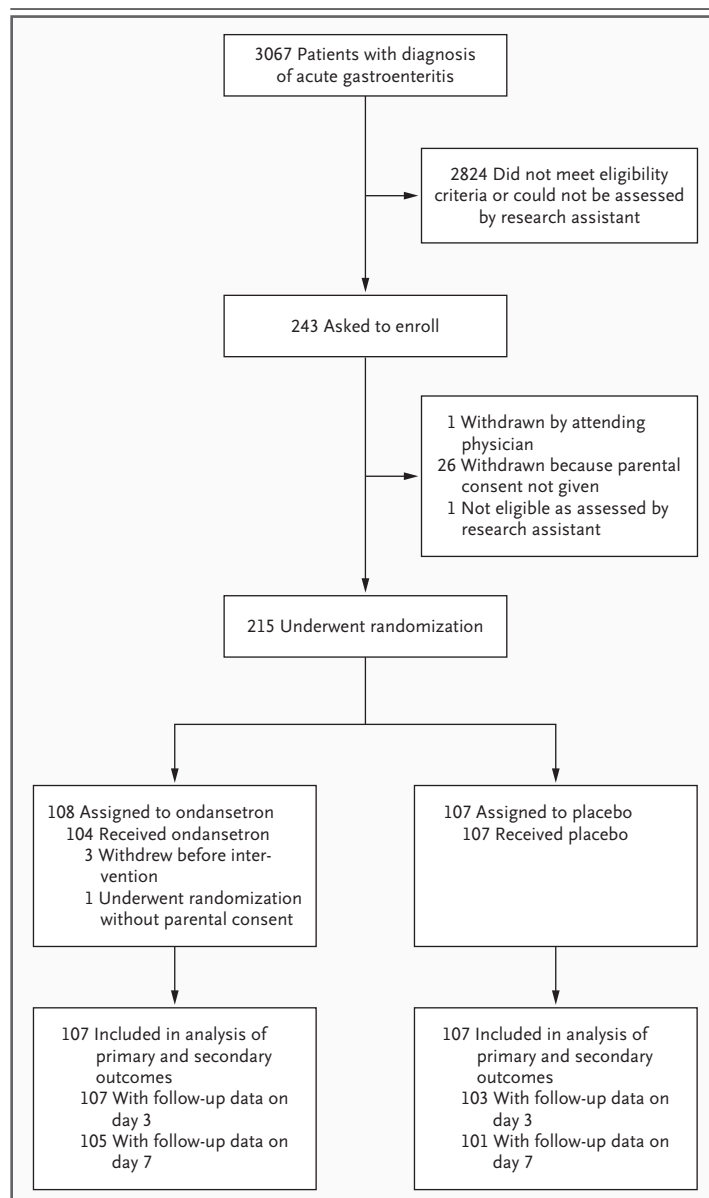 3067 Patients with diagnosis
of acute gastroenteritis
2824 Did not meet eligibility
criteria or could not be assessed
by research assistant
243 Asked to enroll
1 Withdrawn by attending
physician
26 Withdrawn because parental
consent not given
1 Not eligible as assessed by
research assistant
215 Underwent randomization
108 Assigned to ondansetron
104 Received ondansetron
3 Withdrew before inter-
vention
1 Underwent randomization
without parental consent
107 Assigned to placebo
107 Received placebo
107 Included in analysis of
primary and secondary
outcomes
107 With follow-up data on
day 3
105 With follow-up data on
day 7
107 Included in analysis of
primary and secondary
outcomes
103 With follow-up data on
day 3
101 With follow-up data on
day 7